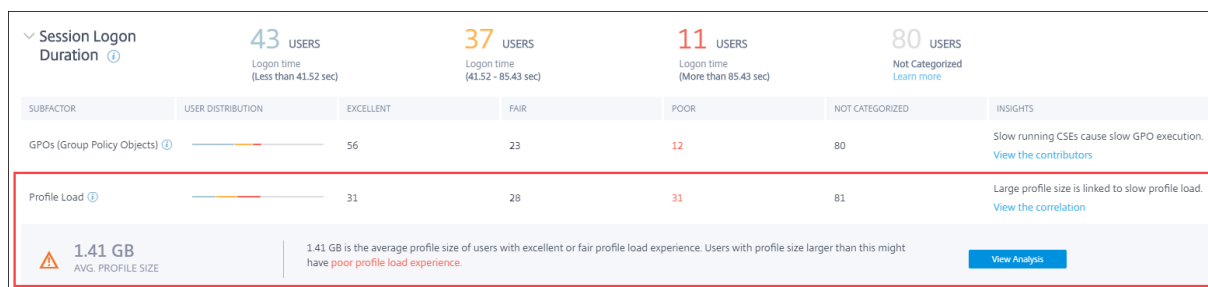 Session Logon Duration
43 USERS
Logon time
(Less than 41.52 sec)
37 USERS
Logon time
(41.52 - 85.43 sec)
11 USERS
Logon time
(More than 85.43 sec)
80 USERS
Not Categorized
Learn more
SUBFACTOR USER DISTRIBUTION EXCELLENT FAIR POOR NOT CATEGORIZED INSIGHTS
GPOs (Group Policy Objects) 56 23 12 80
Slow running CSEs cause slow GPO execution.
View the contributors
Profile Load 31 28 31 81
Large profile size is linked to slow profile load.
View the correlation
1.41 GB
AVG. PROFILE SIZE
1.41 GB is the average profile size of users with excellent or fair profile load experience. Users with profile size larger than this might
have poor profile load experience.
View Analysis